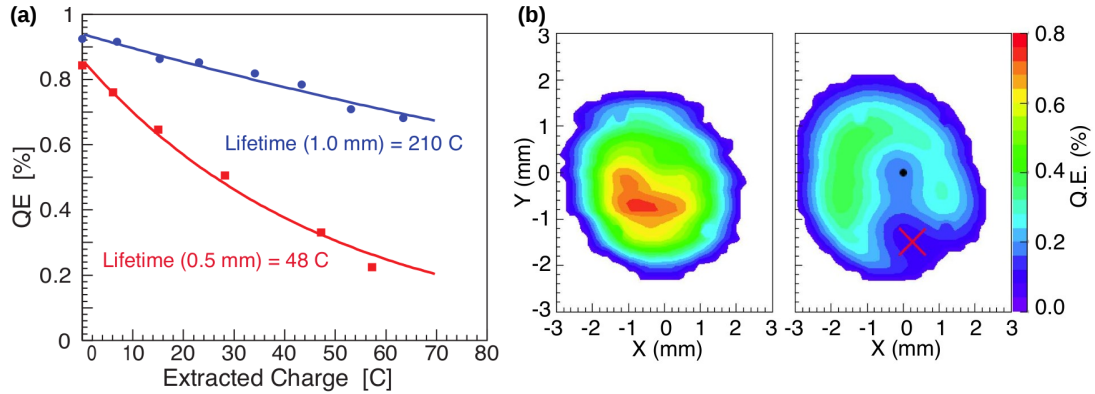 (a)
1
0.8
0.6
0.4
0.2
0
QE [%]
Lifetime (1.0 mm) = 210 C
Lifetime (0.5 mm) = 48 C
0 10 20 30 40 50 60 70 80
Extracted Charge [C]
(b)
3
2
1
0
-1
-2
-3
Y (mm)
-3 -2 -1 0 1 2 3
X (mm)
-3 -2 -1 0 1 2 3
X (mm)
0.8
0.6
0.4
0.2
0.0
Q.E. (%)